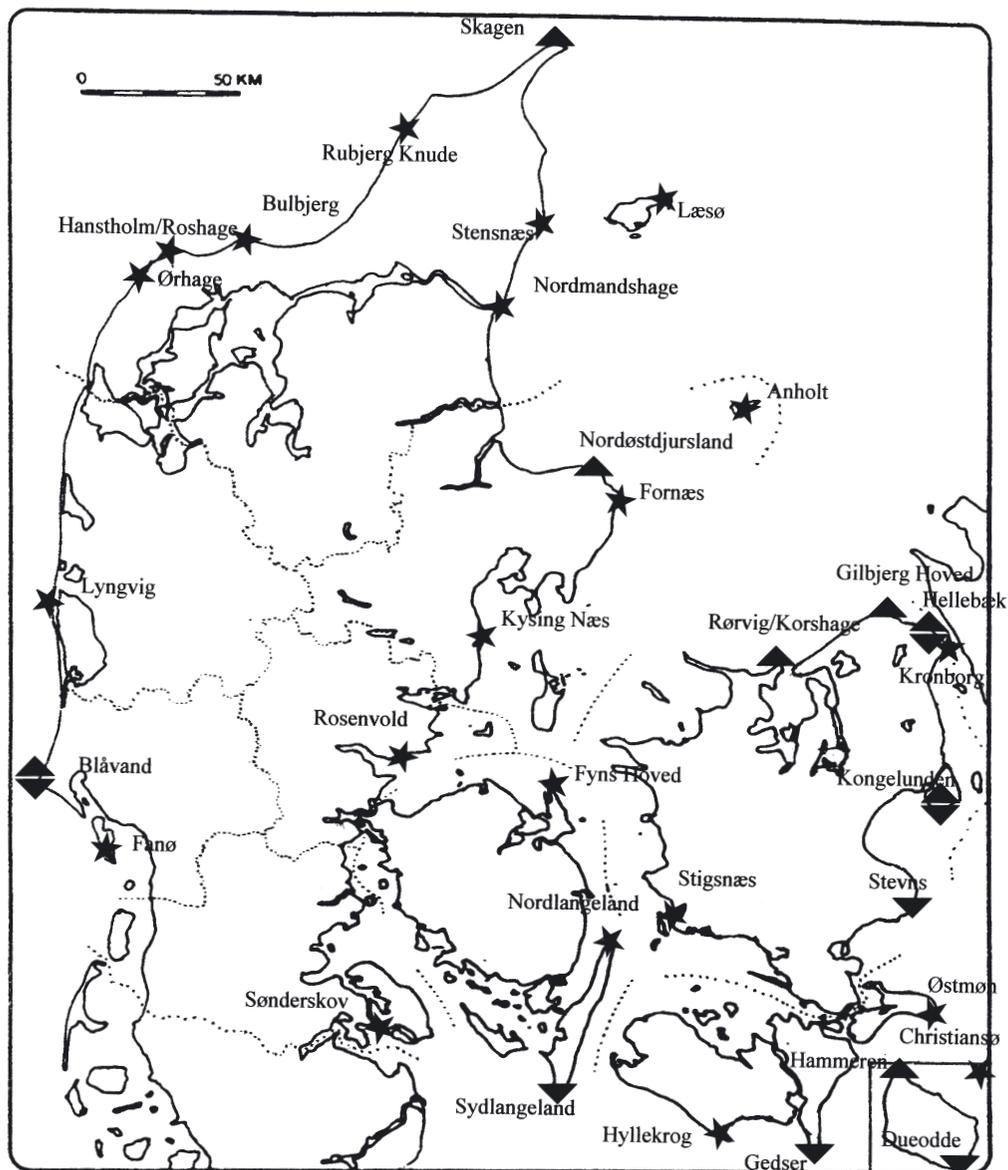 Skagen
0 50 KM
Rubjerg Knude
Bulbjerg
Læsø
Hanstholm/Roshage
Stensnæs
Ørhage
Nordmandshage
Anholt
Nordøstdjursland
Fornæs
Gilbjerg Hoved
Lyngvig
Hellebæk
Kysing Næs
Rørvig/Korshage
Kronborg
Rosenvold
Blåvand
Fyns Hoved
Kongelunden
Fanø
Stigsnæs
Stevns
Nordlangeland
Østmøn
Sønderskov
Christiansø
Hammeren
Sydlangeland
Hyllekrog
Dueodde
Gedser